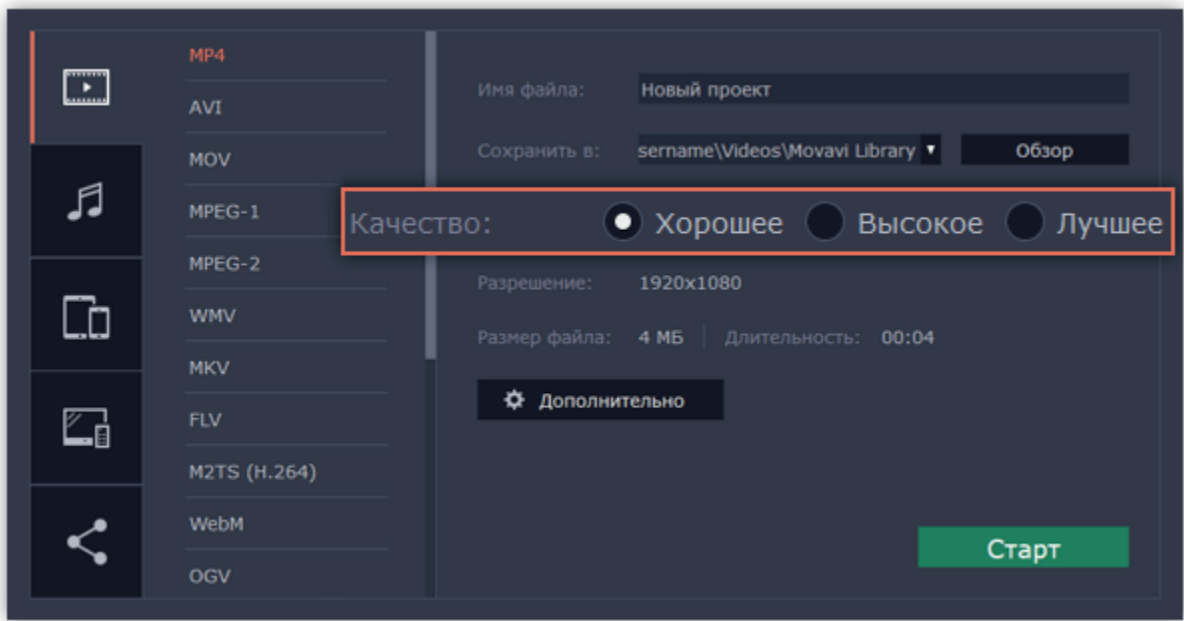 MP4
AVI
MOV
MPEG-1
MPEG-2
WMV
MKV
FLV
M2TS (H.264)
WebM
OGV
Имя файла: Новый проект
Сохранить в: sername\Videos\Movavi Library Обзор
Качество: Хорошее Высокое Лучшее
Разрешение: 1920x1080
Размер файла: 4 МБ Длительность: 00:04
Дополнительно
Старт